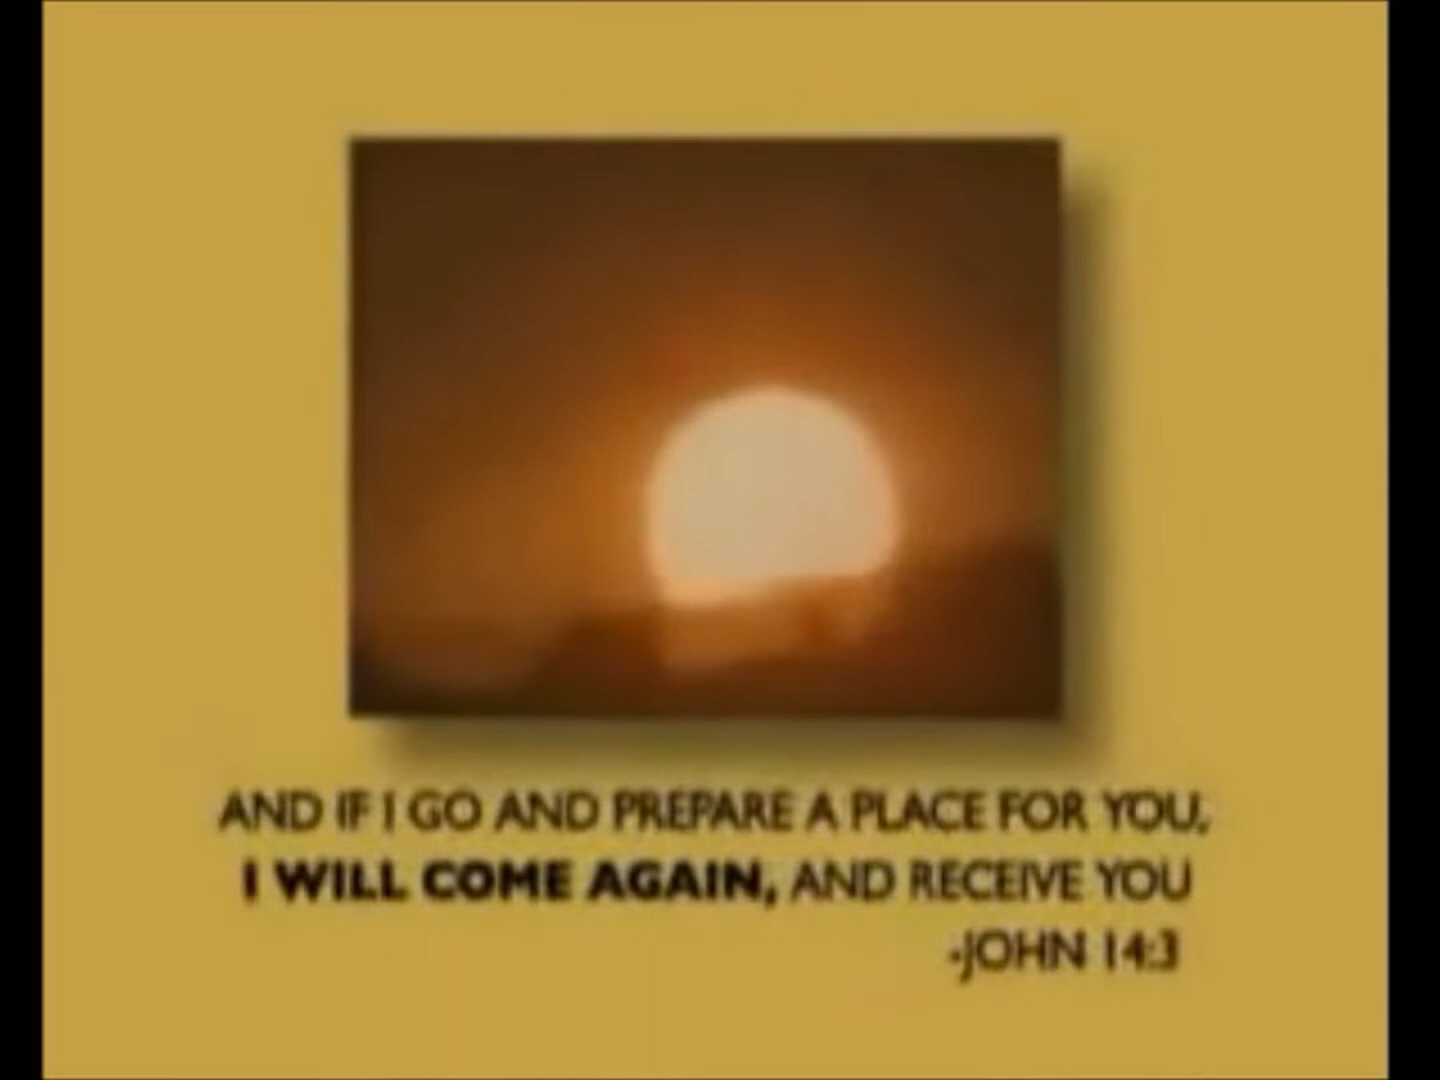 AND IF I GO AND PREPARE A PLACE FOR YOU,
I WILL COME AGAIN, AND RECEIVE YOU
-JOHN 14:3